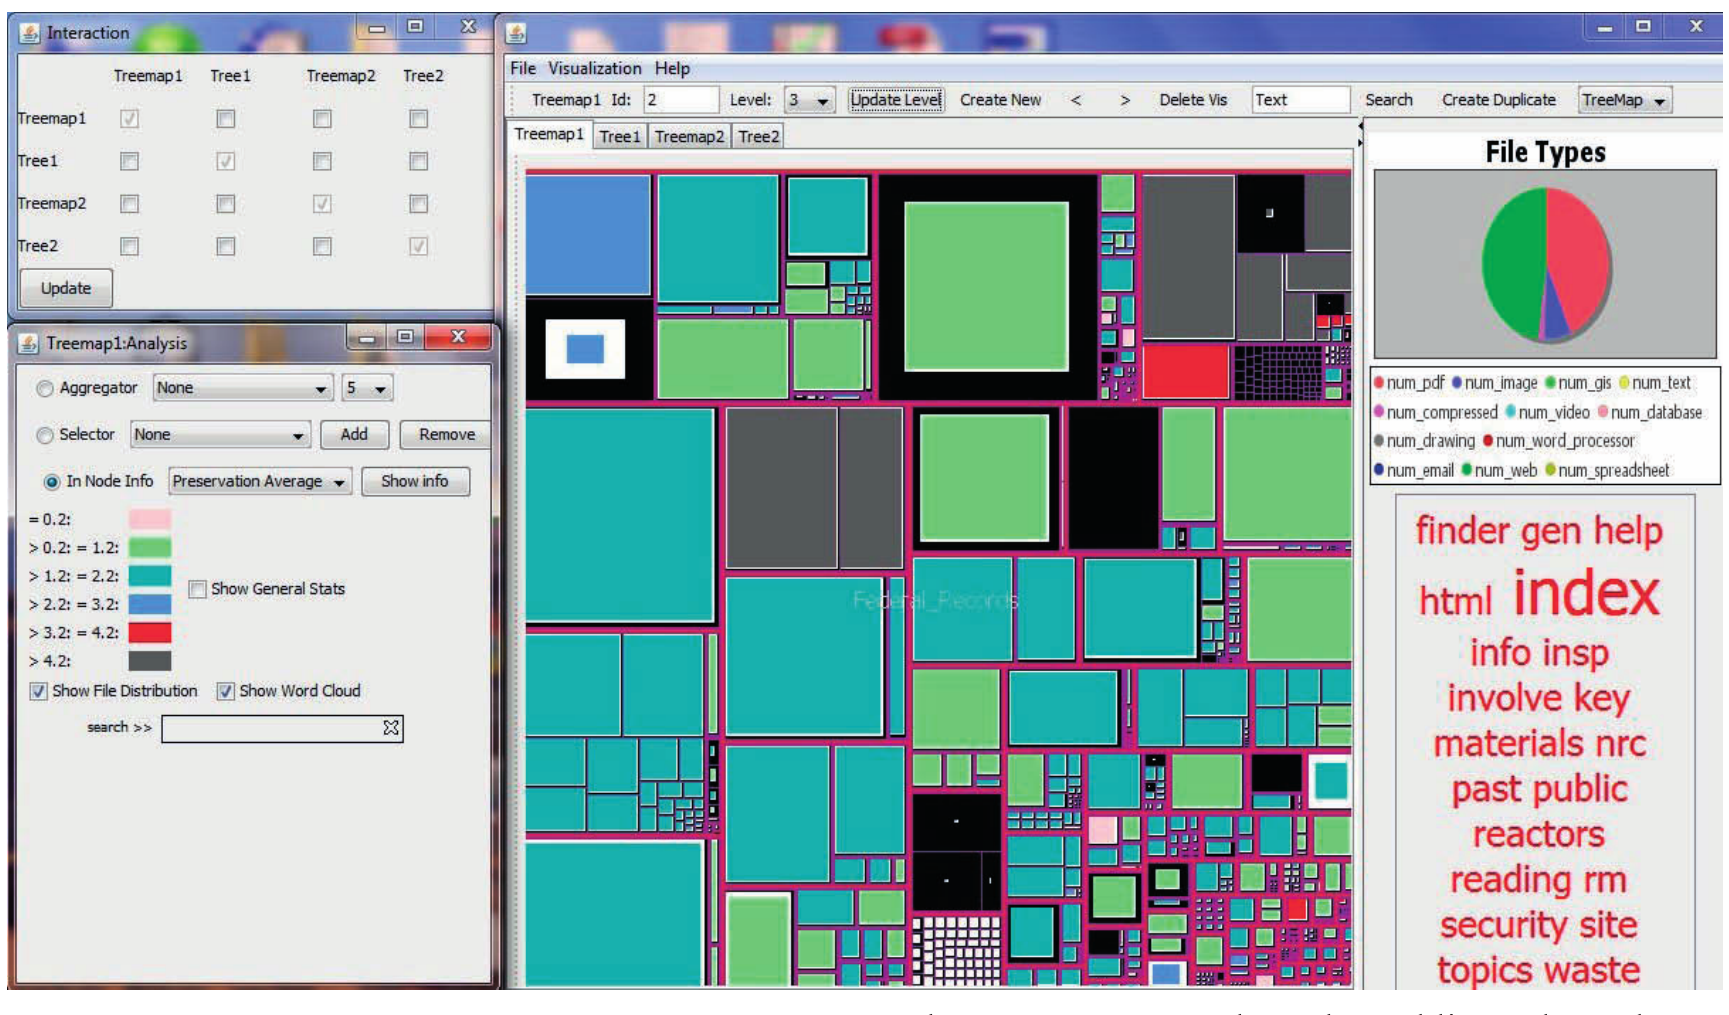 Interaction
Treemap1 Tree1 Treemap2 Tree2
Treemap1
Tree1
Treemap2
Tree2
Update
Treemap1:Analysis
Aggregator None 5
Selector None Add Remove
In Node Info Preservation Average Show info
= 0.2:
> 0.2: = 1.2:
> 1.2: = 2.2:
> 2.2: = 3.2:
> 3.2: = 4.2:
> 4.2:
Show General Stats
Show File Distribution Show Word Cloud
search >>
File Visualization Help
Treemap1 Id: 2 Level: 3 Update Level Create New < > Delete Vis Text Search Create Duplicate TreeMap
Treemap1 Tree1 Treemap2 Tree2
Federal_Records
File Types
num_pdf num_image num_gis num_text
num_compressed num_video num_database
num_drawing num_word_processor
num_email num_web num_spreadsheet
finder gen help
html index
info insp
involve key
materials nrc
past public
reactors
reading rm
security site
topics waste